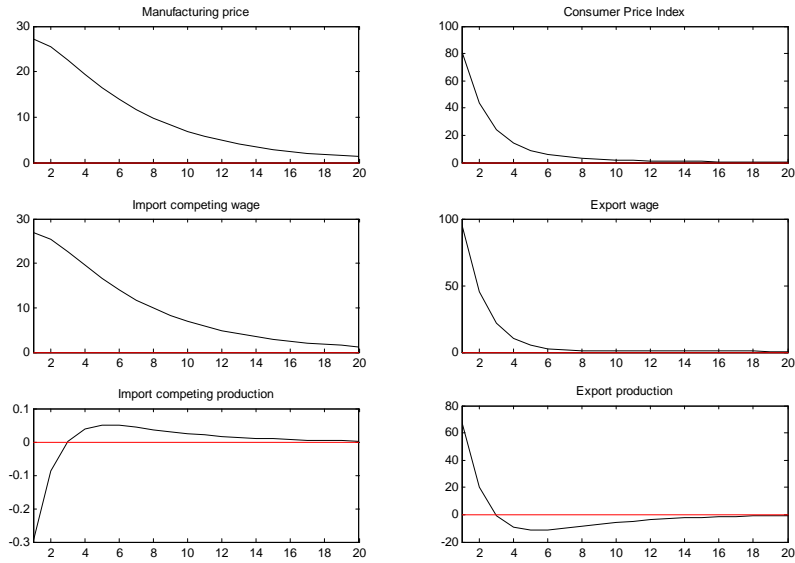 Manufacturing price
30
20
10
0
2 4 6 8 10 12 14 16 18 20
Consumer Price Index
100
80
60
40
20
0
2 4 6 8 10 12 14 16 18 20
Import competing wage
30
20
10
0
2 4 6 8 10 12 14 16 18 20
Export wage
100
50
0
2 4 6 8 10 12 14 16 18 20
Import competing production
0.1
0
-0.1
-0.2
-0.3
2 4 6 8 10 12 14 16 18 20
Export production
80
60
40
20
0
-20
2 4 6 8 10 12 14 16 18 20